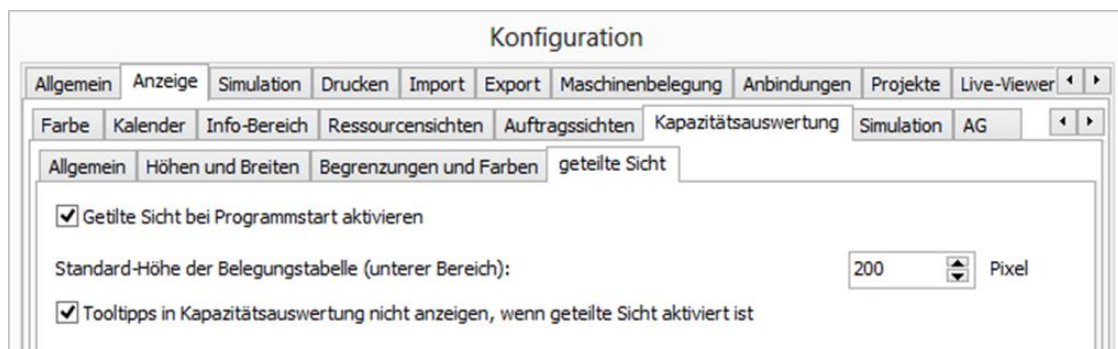 Konfiguration
Allgemein Anzeige Simulation Drucken Import Export Maschinenbelegung Anbindungen Projekte Live-Viewer
Farbe Kalender Info-Bereich Ressourcensichten Auftragssichten Kapazitätsauswertung Simulation AG
Allgemein Höhen und Breiten Begrenzungen und Farben geteilte Sicht
Getilte Sicht bei Programmstart aktivieren
Standard-Höhe der Belegungstabelle (unterer Bereich): 200 Pixel
Tooltipps in Kapazitätsauswertung nicht anzeigen, wenn geteilte Sicht aktiviert ist